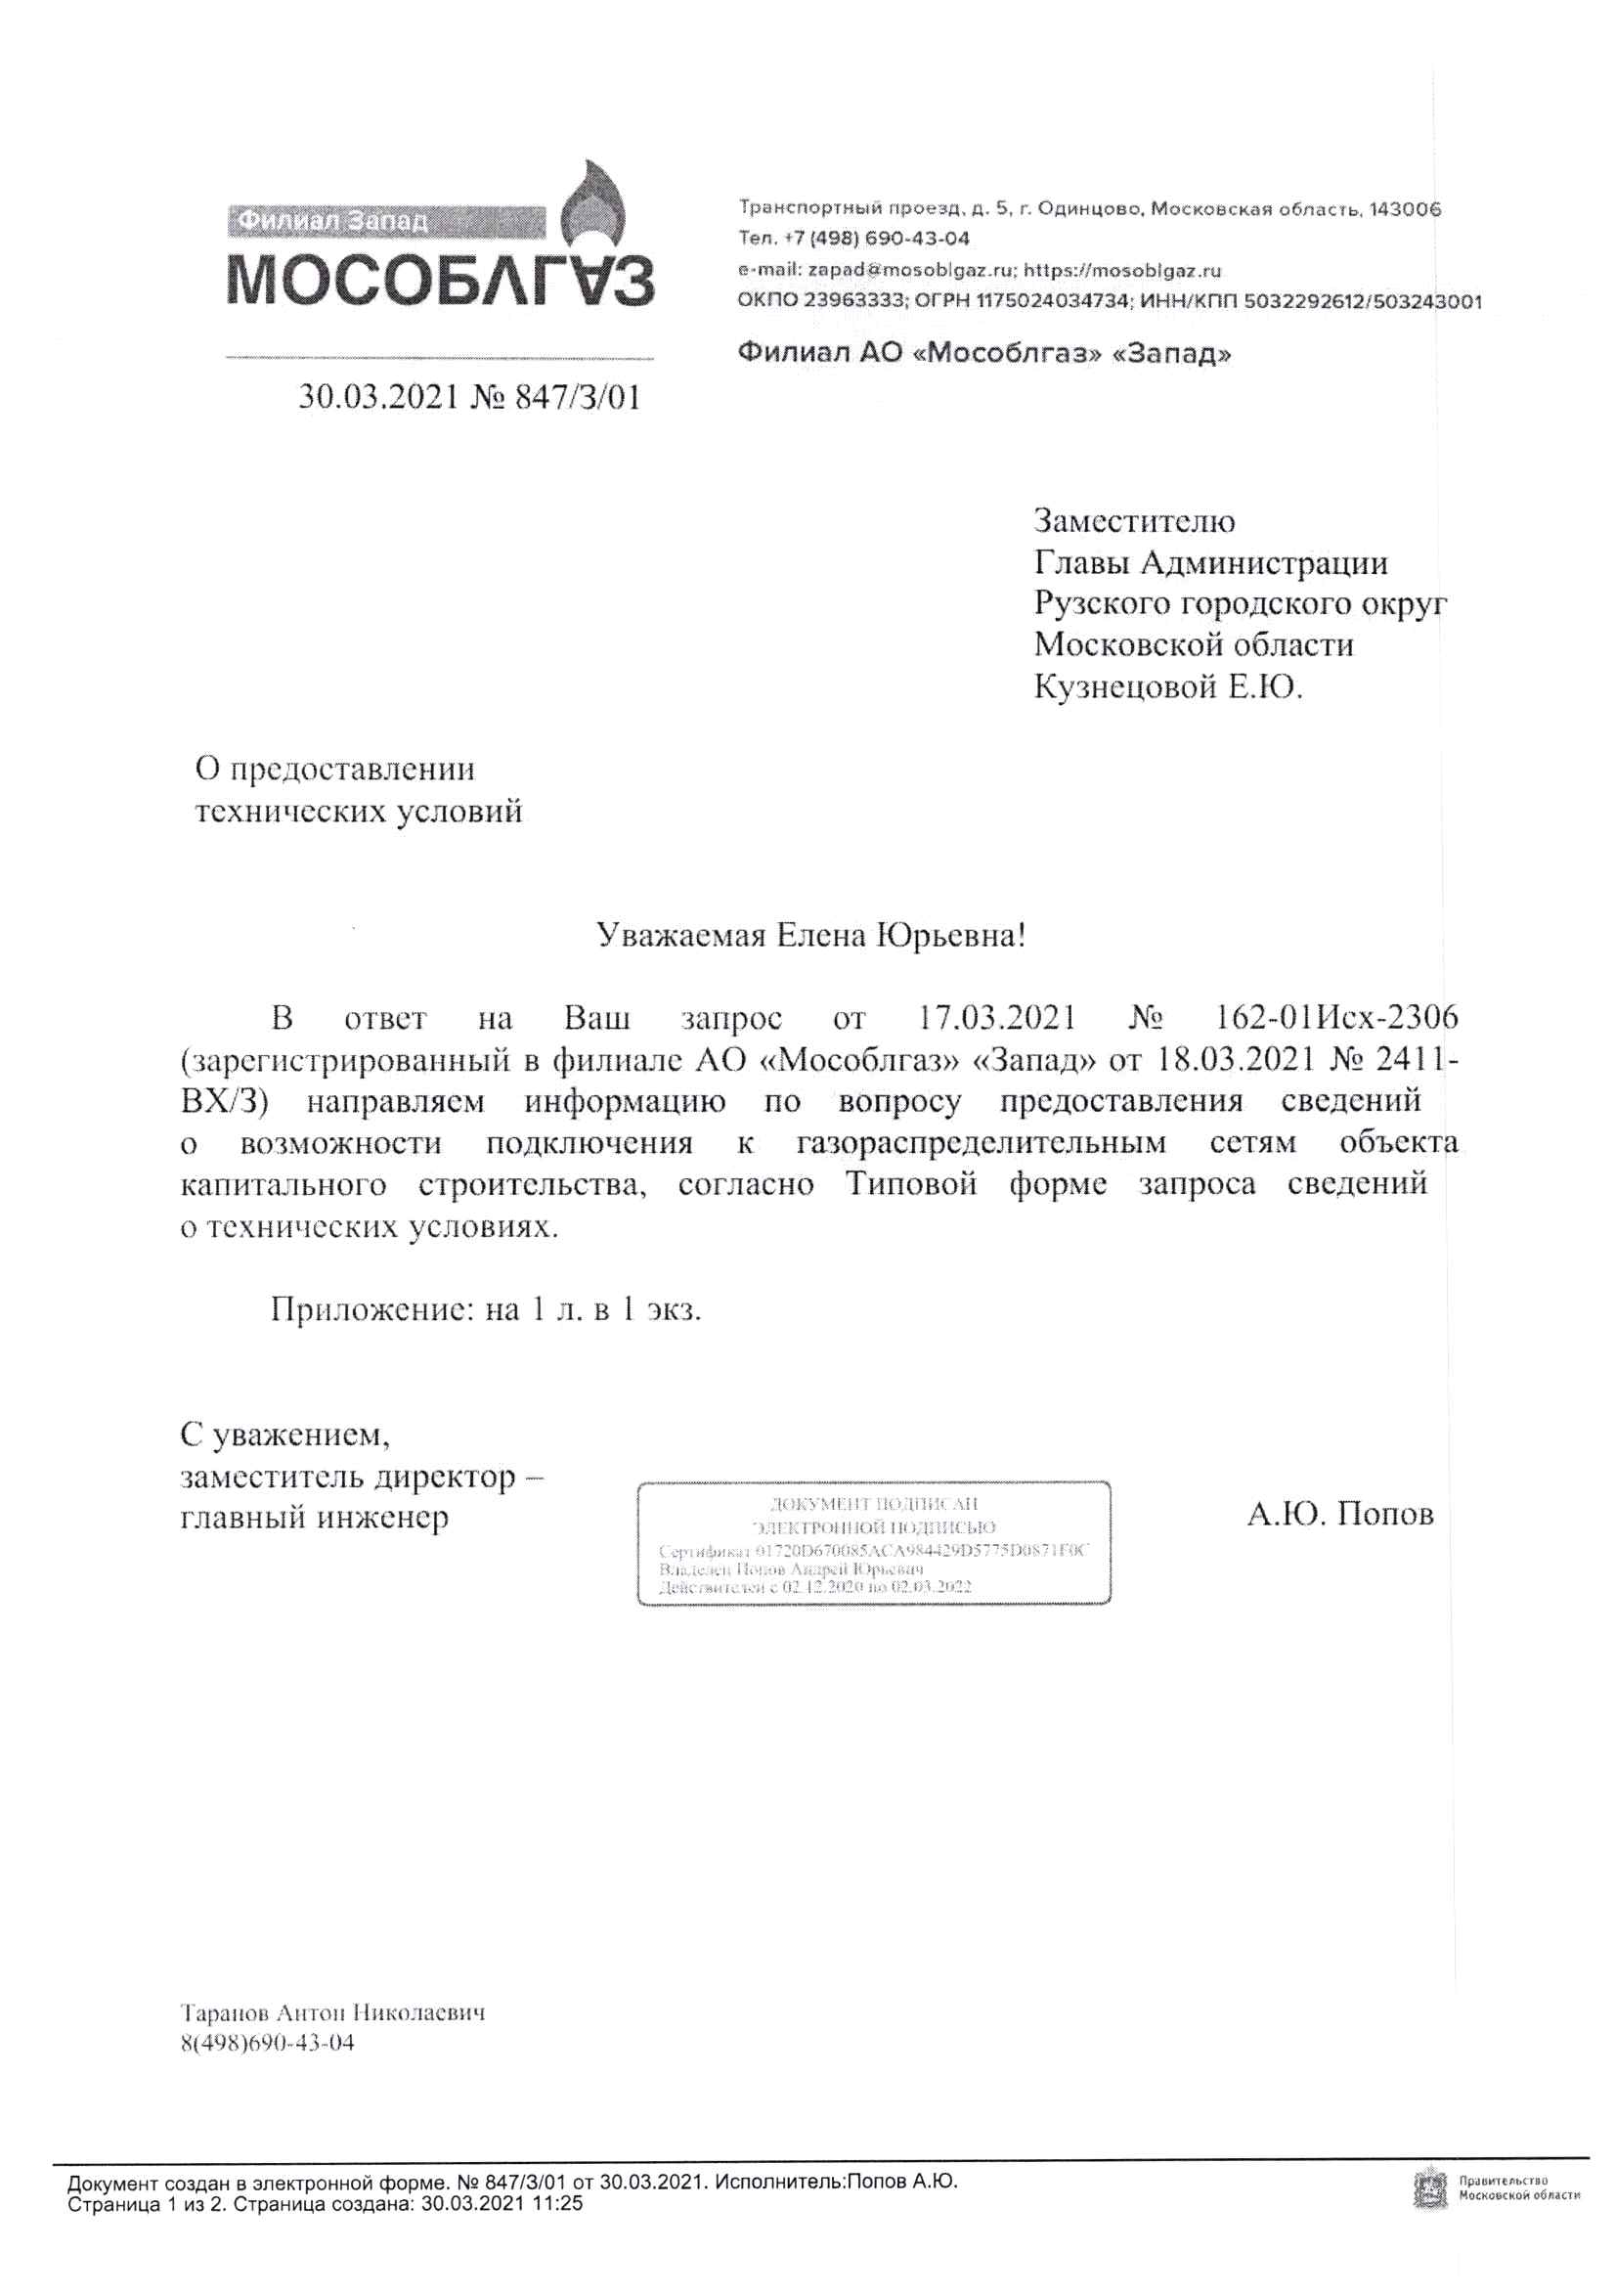 Филиал Запад
МОСОБЛГАЗ
Транспортный проезд, д. 5, г. Одинцово, Московская область, 143006
Тел. +7 (498) 690-43-04
e-mail: zapad@mosoblgaz.ru; https://mosoblgaz.ru
ОКПО 23963333; ОГРН 1175024034734; ИНН/КПП 5032292612/503243001
Филиал АО «Мособлгаз» «Запад»
30.03.2021 № 847/З/01
Заместителю
Главы Администрации
Рузского городского округ
Московской области
Кузнецовой Е.Ю.
О предоставлении
технических условий
Уважаемая Елена Юрьевна!
В ответ на Ваш запрос от 17.03.2021 № 162-01Исх-2306
(зарегистрированный в филиале АО «Мособлгаз» «Запад» от 18.03.2021 № 2411-
ВХ/З) направляем информацию по вопросу предоставления сведений
о возможности подключения к газораспределительным сетям объекта
капитального строительства, согласно Типовой форме запроса сведений
о технических условиях.
Приложение: на 1 л. в 1 экз.
С уважением,
заместитель директор –
главный инженер
ДОКУМЕНТ ПОДПИСАН
ЭЛЕКТРОННОЙ ПОДПИСЬЮ
Сертификат 01720D670085ACA984429D5775D0871F0C
Владелец Попов Андрей Юрьевич
Действителен с 02.12.2020 по 02.03.2022
А.Ю. Попов
Таранов Антон Николаевич
8(498)690-43-04
Документ создан в электронной форме. № 847/З/01 от 30.03.2021. Исполнитель:Попов А.Ю.
Страница 1 из 2. Страница создана: 30.03.2021 11:25
Правительство
Московской области